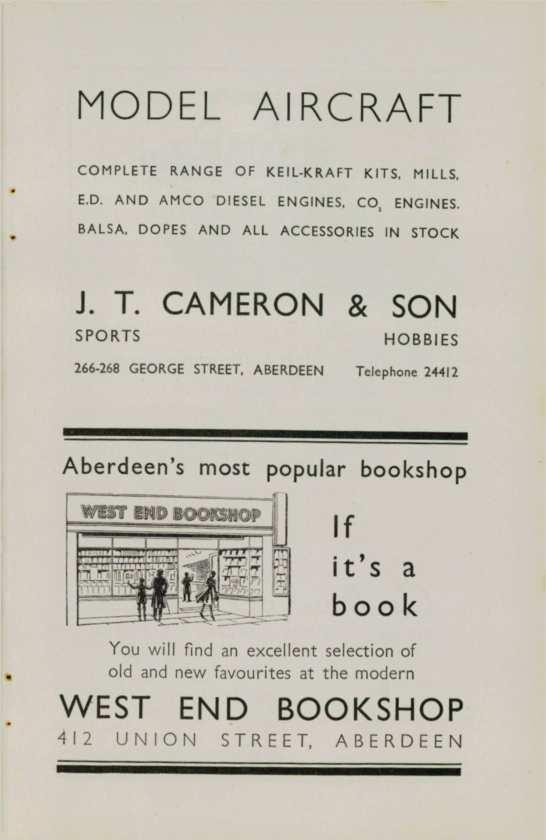 MODEL AIRCRAFT
COMPLETE RANGE OF KEIL-KRAFT KITS, MILLS,
E.D. AND AMCO DIESEL ENGINES, CO₂ ENGINES.
BALSA, DOPES AND ALL ACCESSORIES IN STOCK
J. T. CAMERON & SON
SPORTS HOBBIES
266-268 GEORGE STREET, ABERDEEN Telephone 24412
Aberdeen's most popular bookshop
WEST END BOOKSHOP
If
it's a
book
You will find an excellent selection of
old and new favourites at the modern
WEST END BOOKSHOP
412 UNION STREET, ABERDEEN